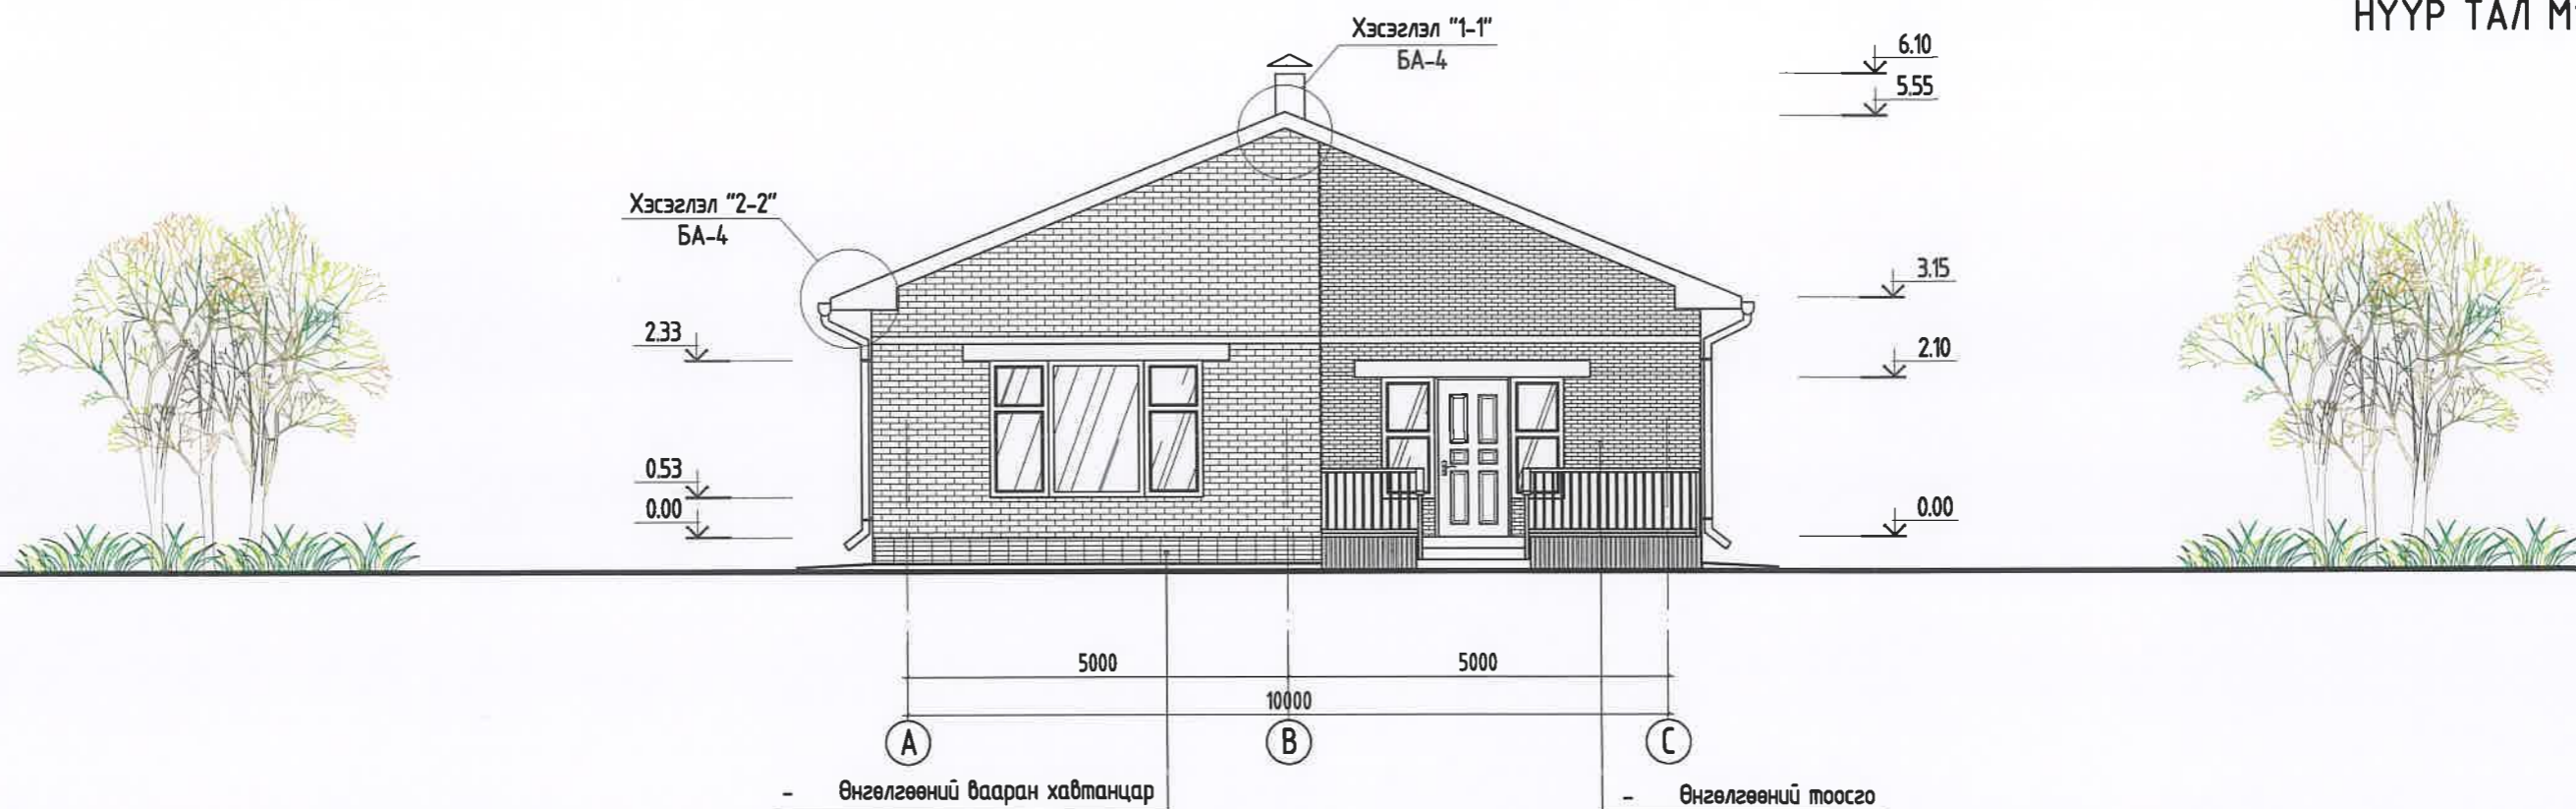 НҮҮР ТАЛ
Хэсэглэл "1-1"
БА-4
6.10
5.55
Хэсэглэл "2-2"
БА-4
3.15
2.33
2.10
0.53
0.00
0.00
5000
5000
10000
А
В
С
- Өнгөлгөөний вааран хавтанцар
- Өнгөлгөөний тоосго